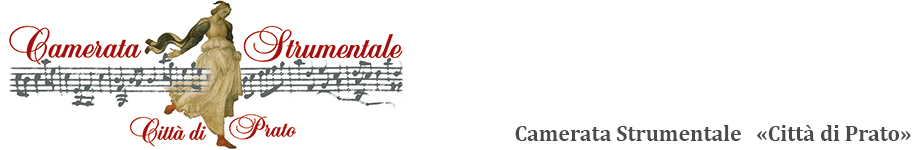 Camerata Strumentale
Città di Prato
Camerata Strumentale «Città di Prato»